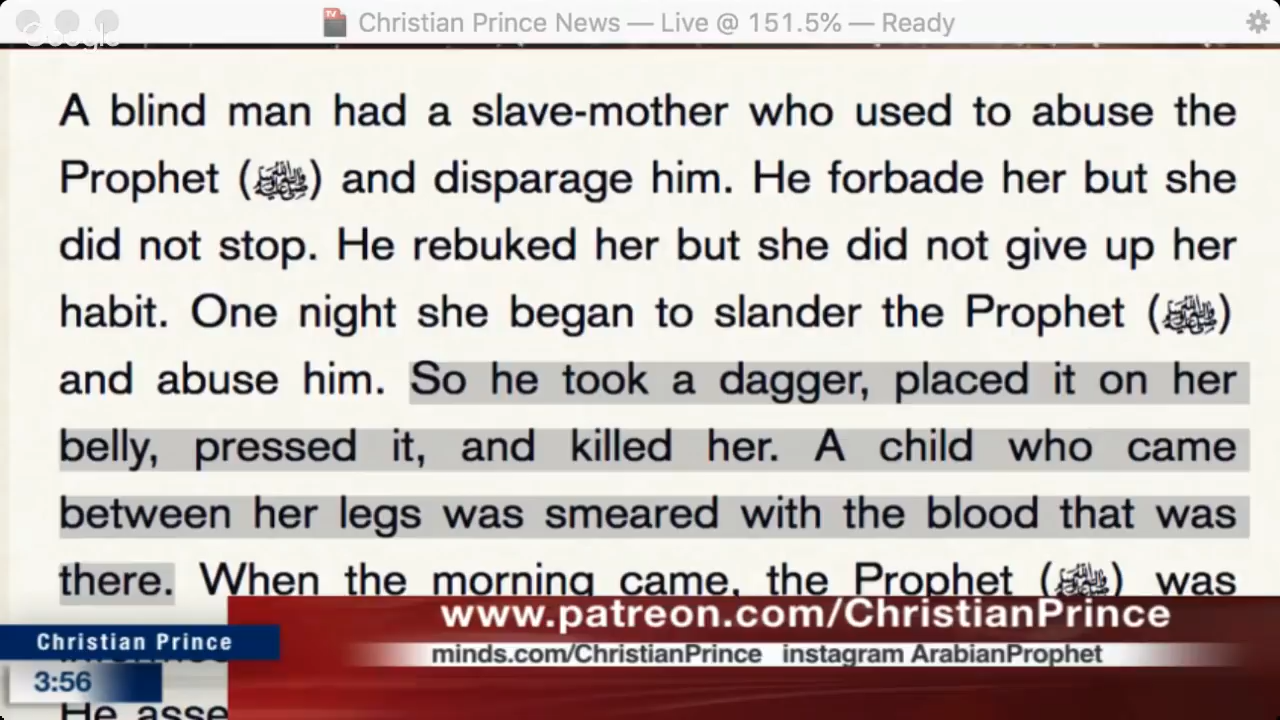 Christian Prince News — Live @ 151.5% — Ready
Google
A blind man had a slave-mother who used to abuse the
Prophet (ﷺ) and disparage him. He forbade her but she
did not stop. He rebuked her but she did not give up her
habit. One night she began to slander the Prophet (ﷺ)
and abuse him. So he took a dagger, placed it on her
belly, pressed it, and killed her. A child who came
between her legs was smeared with the blood that was
there. When the morning came, the Prophet (ﷺ) was
www.patreon.com/ChristianPrince
Christian Prince
minds.com/ChristianPrince instagram ArabianProphet
3:56
He asse